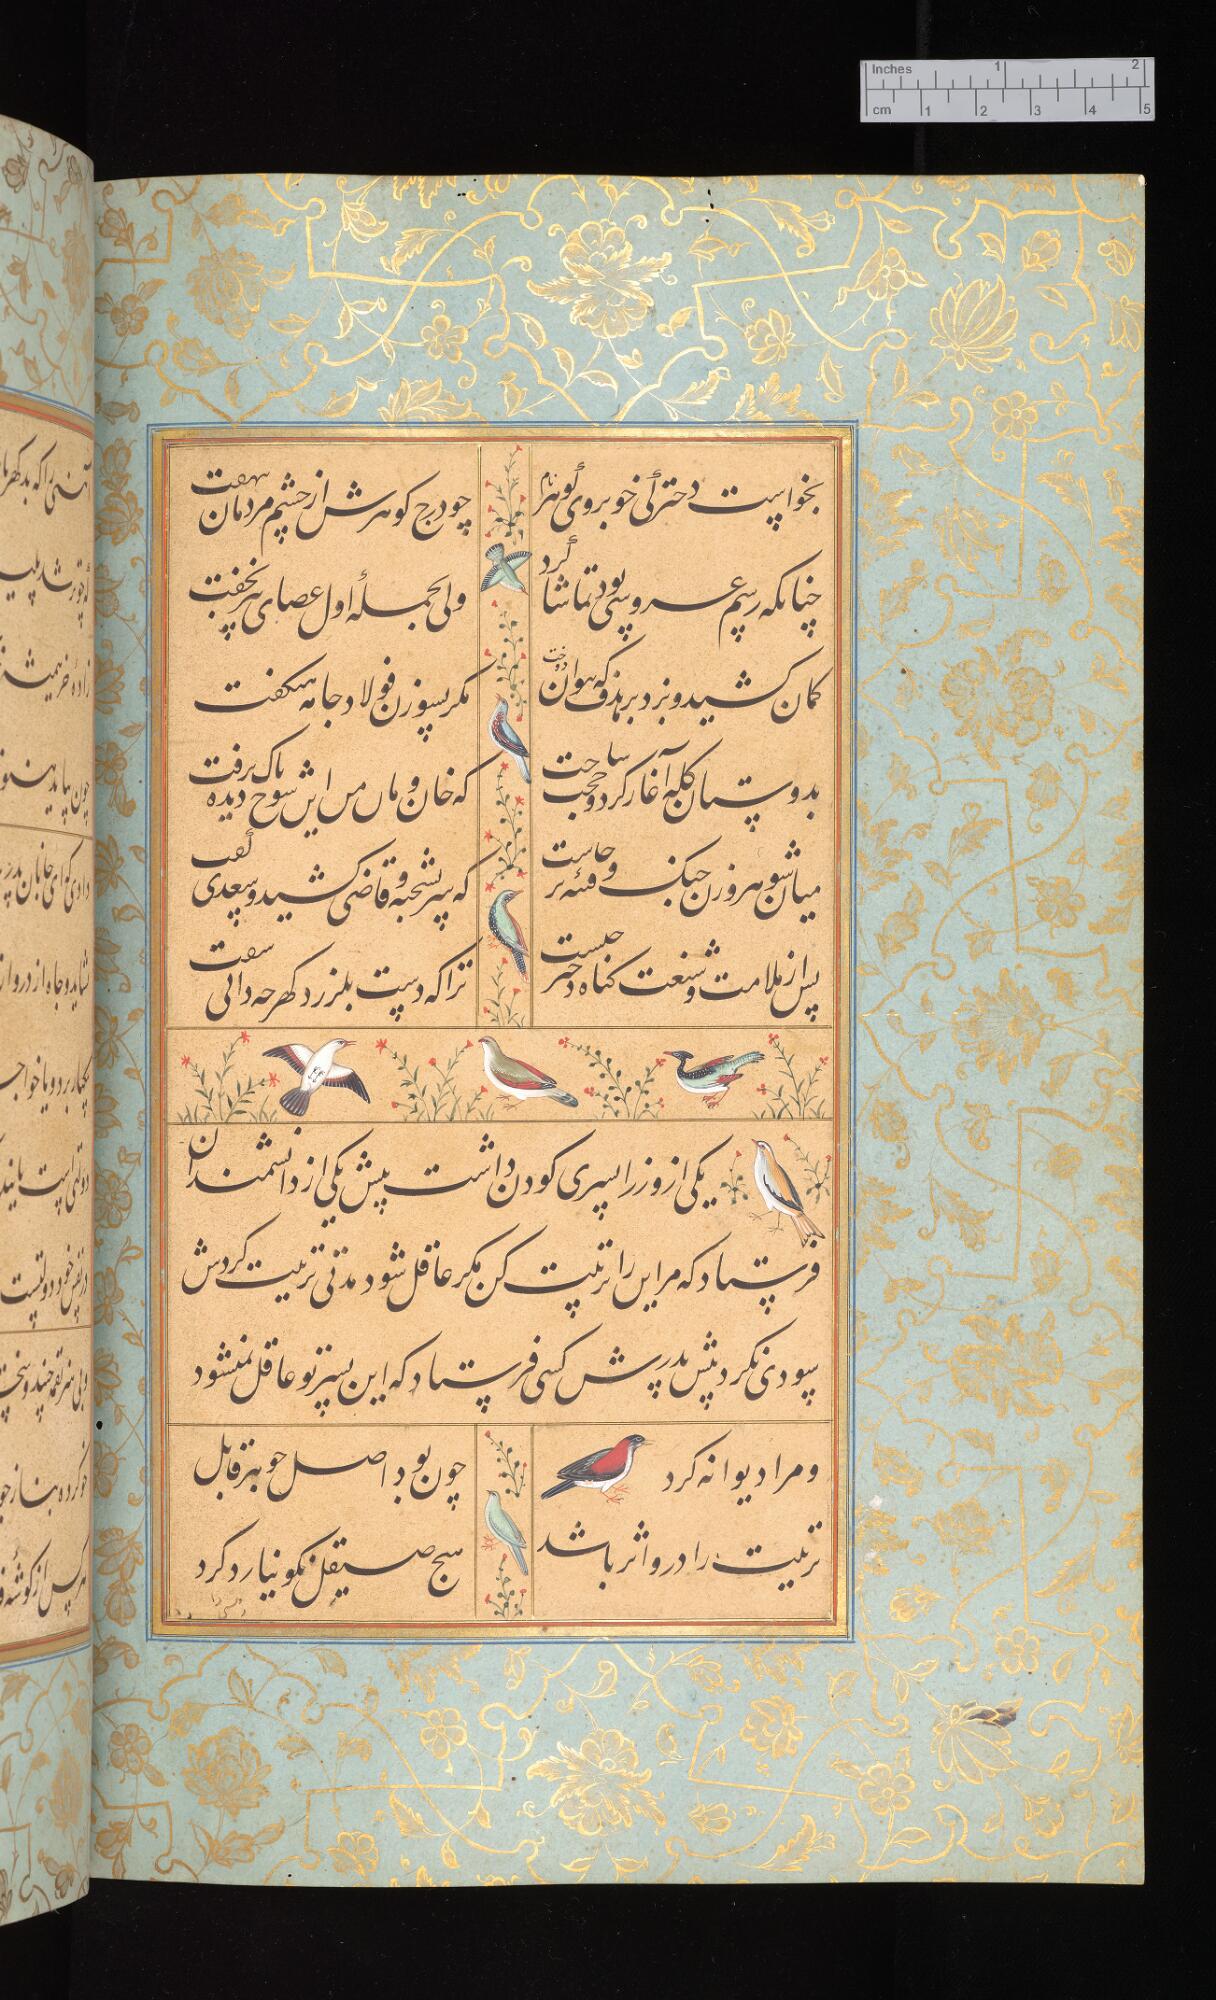 Inches 1 2
cm 1 2 3 4 5
بخواست دخترکی خوبروی گوهر نام چو درج گوهرش از چشم مردمان بنهفت
چنانکه رسم عروسی بود تماشا کرد ولی بحملهٔ اول عصای پیر بخفت
کمان کشید و نزد بر هدف که نتوان دوخت مگر بسوزن فولاد جامه هنگفت
بدوستان گله آغاز کرد و حجت ساخت که خان و مان من این شوخ دیده پاک برفت
میان شوهر و زن جنک و فتنه برخاست که سر بشحنه و قاضی کشید و سعدی گفت
پس از ملامت و شنعت گناه دختر چیست ترا که دست بلرزد گهر چه دانی سفت
یکی از وزرا پسری کودن داشت پیش یکی از دانشمندان
فرستاد که مر این را تربیت کن مگر عاقل شود مدتی تربیت کردش
سودی نکرد پیش پدرش کسی فرستاد که این پسر تو عاقل نمیشود
و مرا دیوانه کرد چون بود اصل جوهر قابل
تربیت را درو اثر باشد هیچ صیقل نکو نیارد کرد